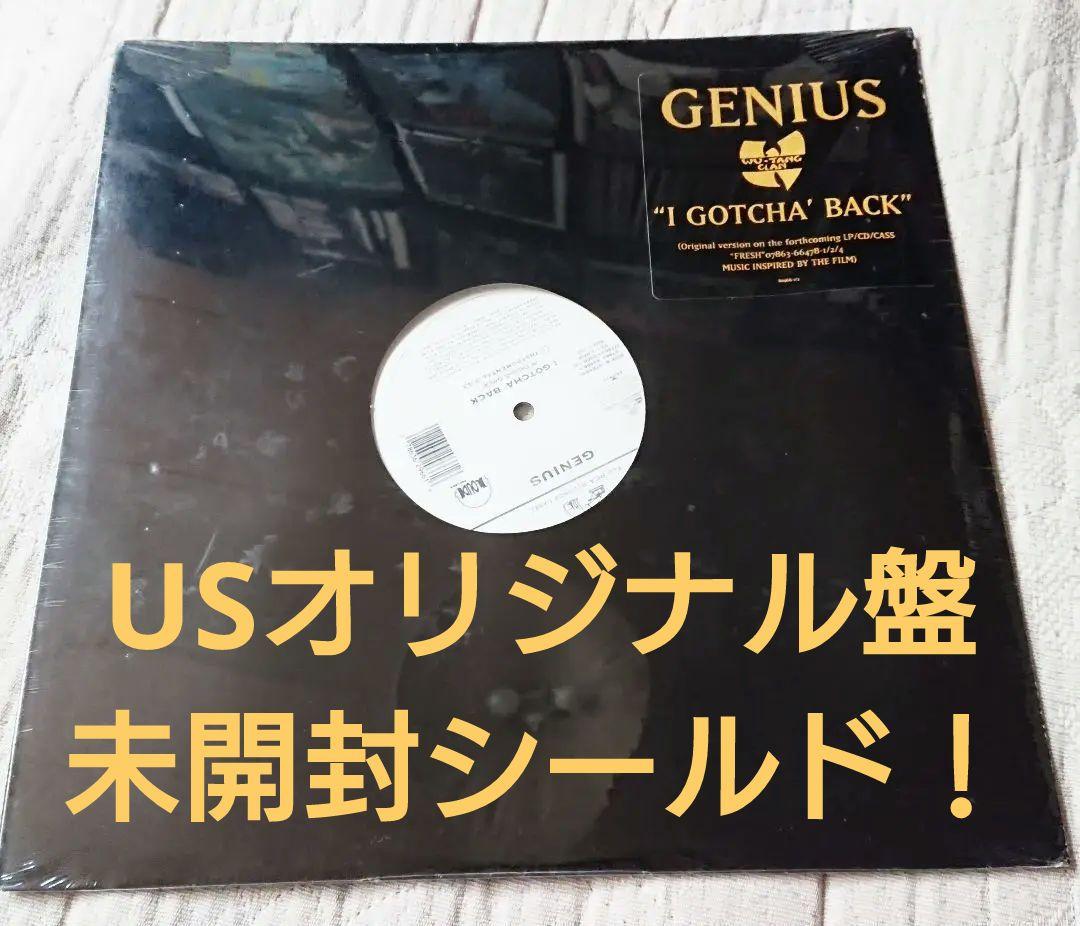 GENIUS
WU-TANG
CLAN
“I GOTCHA' BACK”
(Original version on the forthcoming LP/CD/CASS
"FRESH" 07863-66478-1/2/4
MUSIC INSPIRED BY THE FILM)
I GOTCHA BACK
INSTRUMENTAL
GENIUS
LOUD
USオリジナル盤
未開封シールド！